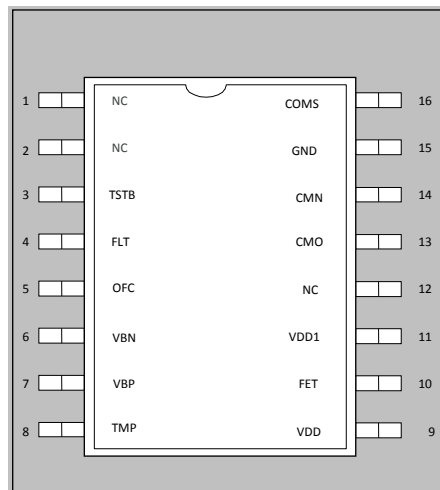 1 NC COMS 16
2 NC GND 15
3 TSTB CMN 14
4 FLT CMO 13
5 OFC NC 12
6 VBN VDD1 11
7 VBP FET 10
8 TMP VDD 9